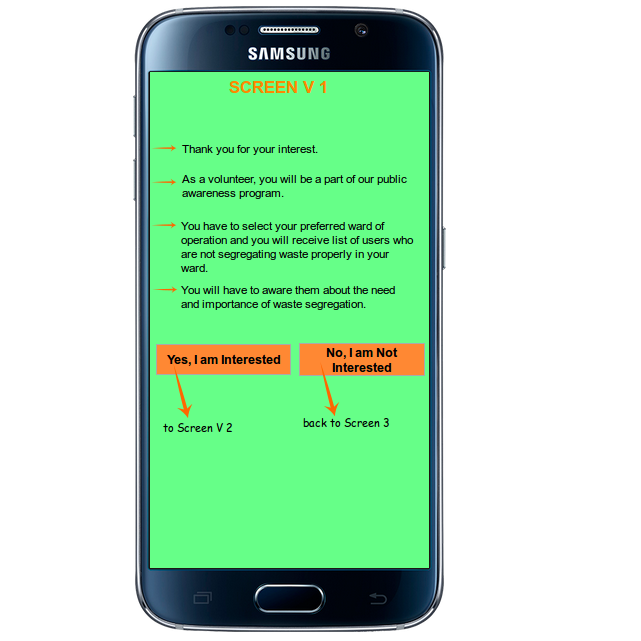 SAMSUNG
SCREEN V 1
Thank you for your interest.
As a volunteer, you will be a part of our public
awareness program.
You have to select your preferred ward of
operation and you will receive list of users who
are not segregating waste properly in your
ward.
You will have to aware them about the need
and importance of waste segregation.
Yes, I am Interested
No, I am Not
Interested
to Screen V 2
back to Screen 3